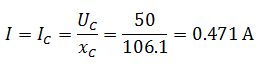 I = I_C = U_C / x_C = 50 / 106.1 = 0.471 A